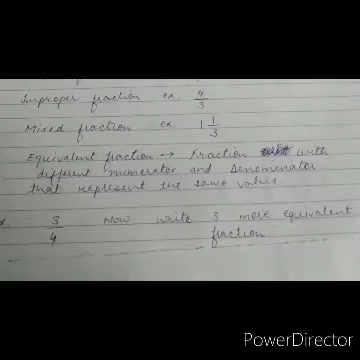 Improper fraction ex. 4/3
Mixed fraction ex. 1 1/3
Equivalent fraction → Fraction with
different numerator and Denominator
that represent the same value.
3/4 Now write 3 more equivalent
fraction.
PowerDirector